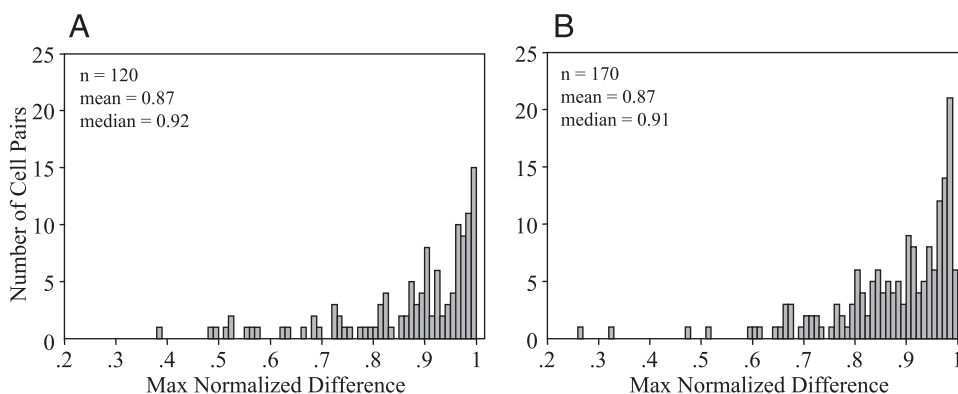 A
25
20
15
10
5
0
Number of Cell Pairs
n = 120
mean = 0.87
median = 0.92
.2 .3 .4 .5 .6 .7 .8 .9 1
Max Normalized Difference
B
25
20
15
10
5
0
n = 170
mean = 0.87
median = 0.91
.2 .3 .4 .5 .6 .7 .8 .9 1
Max Normalized Difference